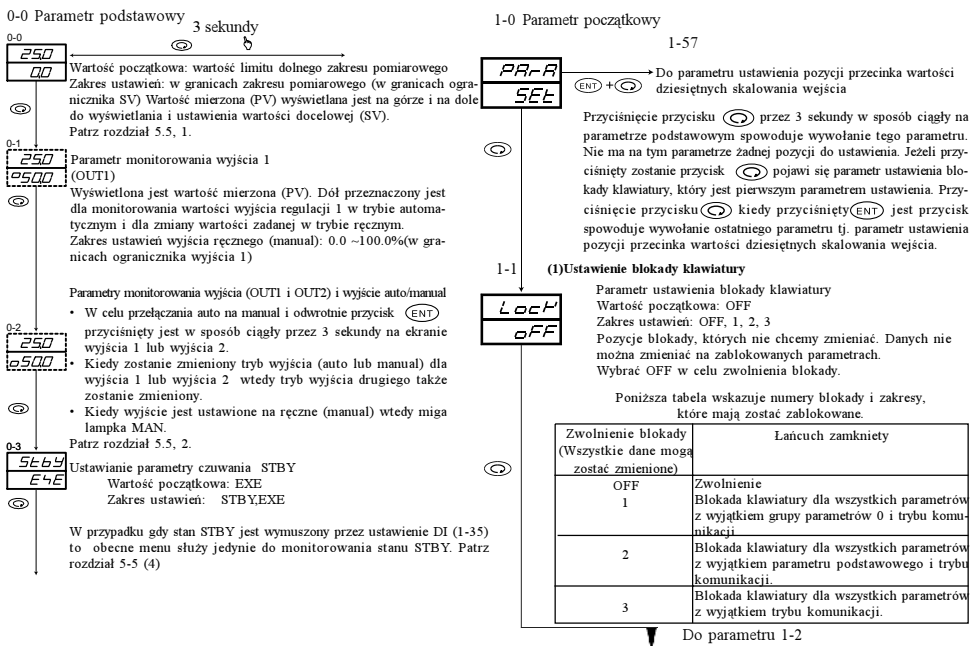 0-0 Parametr podstawowy
3 sekundy
0-0
25.0
0.0
Wartość początkowa: wartość limitu dolnego zakresu pomiarowego
Zakres ustawień: w granicach zakresu pomiarowego (w granicach ogra-
nicznika SV) Wartość mierzona (PV) wyświetlana jest na górze i na dole
do wyświetlania i ustawienia wartości docelowej (SV).
Patrz rozdział 5.5, 1.
0-1
25.0
P50.0
Parametr monitorowania wyjścia 1
(OUT1)
Wyświetlona jest wartość mierzona (PV). Dół przeznaczony jest
dla monitorowania wartości wyjścia regulacji 1 w trybie automa-
tycznym i dla zmiany wartości zadanej w trybie ręcznym.
Zakres ustawień wyjścia ręcznego (manual): 0.0 ~100.0%(w gra-
nicach ogranicznika wyjścia 1)
Parametry monitorowania wyjścia (OUT1 i OUT2) i wyjście auto/manual
• W celu przełączania auto na manual i odwrotnie przycisk ENT
przyciśnięty jest w sposób ciągły przez 3 sekundy na ekranie
wyjścia 1 lub wyjścia 2.
• Kiedy zostanie zmieniony tryb wyjścia (auto lub manual) dla
wyjścia 1 lub wyjścia 2 wtedy tryb wyjścia drugiego także
zostanie zmieniony.
• Kiedy wyjście jest ustawione na ręczne (manual) wtedy miga
lampka MAN.
Patrz rozdział 5.5, 2.
0-2
25.0
o50.0
0-3
Stby
EYE
Ustawianie parametry czuwania STBY
Wartość początkowa: EXE
Zakres ustawień: STBY,EXE
W przypadku gdy stan STBY jest wymuszony przez ustawienie DI (1-35)
to obecne menu służy jedynie do monitorowania stanu STBY. Patrz
rozdział 5-5 (4)
1-0 Parametr początkowy
1-57
PArA
SEt
ENT +
Do parametru ustawienia pozycji przecinka wartości
dziesiętnych skalowania wejścia
Przyciśnięcie przycisku przez 3 sekundy w sposób ciągły na
parametrze podstawowym spowoduje wywołanie tego parametru.
Nie ma na tym parametrze żadnej pozycji do ustawienia. Jeżeli przy-
ciśnięty zostanie przycisk pojawi się parametr ustawienia blo-
kady klawiatury, który jest pierwszym parametrem ustawienia. Przy-
ciśnięcie przycisku kiedy przyciśnięty ENT jest przycisk
spowoduje wywołanie ostatniego parametru tj. parametr ustawienia
pozycji przecinka wartości dziesiętnych skalowania wejścia.
1-1
(1)Ustawienie blokady klawiatury
LocK
oFF
Parametr ustawienia blokady klawiatury
Wartość początkowa: OFF
Zakres ustawień: OFF, 1, 2, 3
Pozycje blokady, których nie chcemy zmieniać. Danych nie
można zmieniać na zablokowanych parametrach.
Wybrać OFF w celu zwolnienia blokady.
Poniższa tabela wskazuje numery blokady i zakresy,
które mają zostać zablokowane.
Zwolnienie blokady
(Wszystkie dane mogą
zostać zmienione)
Łańcuch zamkniety
OFF
Zwolnienie
1
Blokada klawiatury dla wszystkich parametrów
z wyjątkiem grupy parametrów 0 i trybu komu-
nikacji
2
Blokada klawiatury dla wszystkich parametrów
z wyjątkiem parametru podstawowego i trybu
komunikacji.
3
Blokada klawiatury dla wszystkich parametrów
z wyjątkiem trybu komunikacji.
Do parametru 1-2